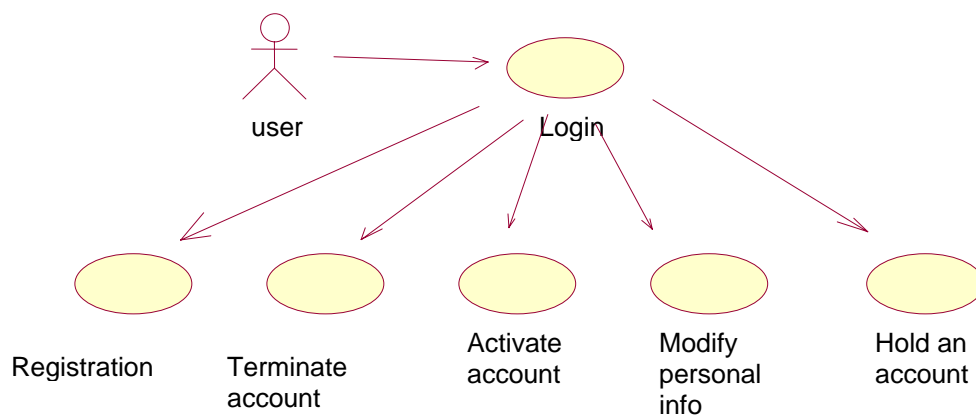 user
Login
Registration
Terminate
account
Activate
account
Modify
personal
info
Hold an
account